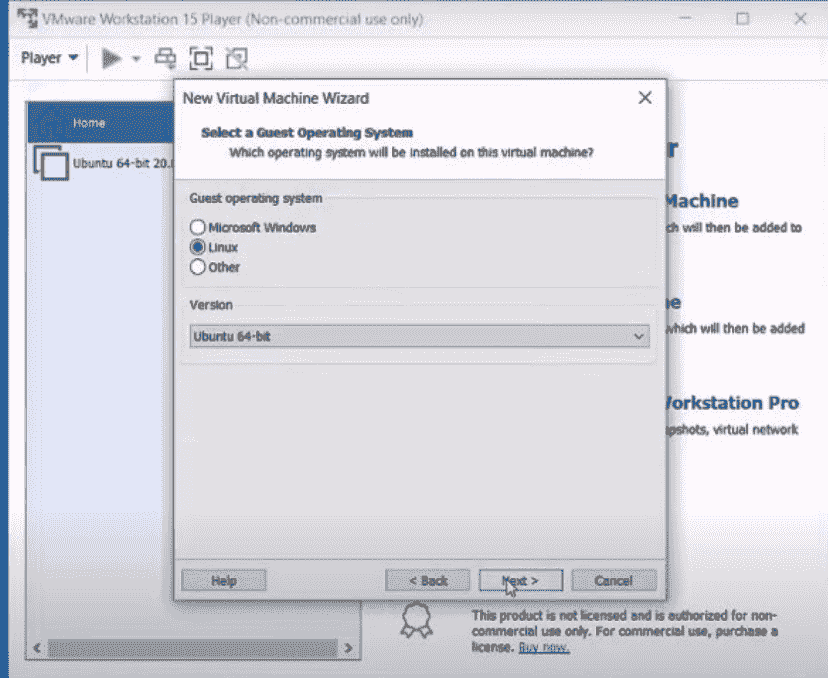 VMware Workstation 15 Player (Non-commercial use only)
Player
New Virtual Machine Wizard
Home
Select a Guest Operating System
Which operating system will be installed on this virtual machine?
Ubuntu 64-bit 20.
Guest operating system
Microsoft Windows
Linux
Other
Version
Ubuntu 64-bit
r
Machine
ch will then be added to
e
which will then be added
Workstation Pro
pshots, virtual network
Help
< Back
Next >
Cancel
This product is not licensed and is authorized for non-
commercial use only. For commercial use, purchase a
license. Buy now.